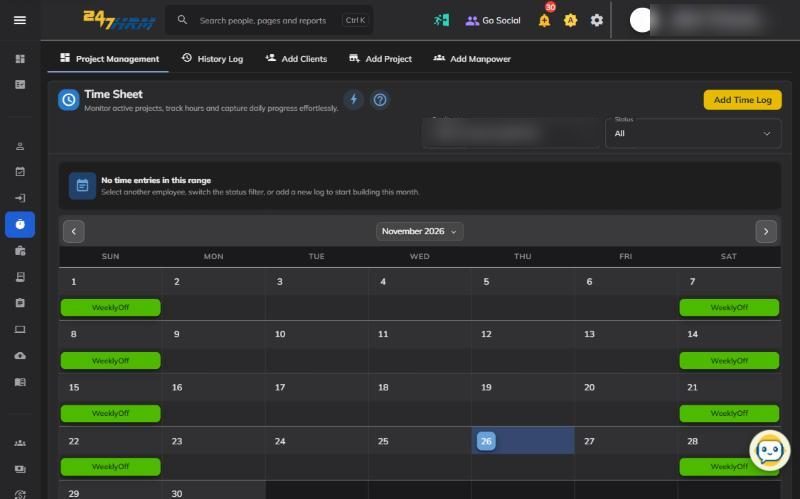 247HRM
Search people, pages and reports
Ctrl K
Go Social
30
A
Project Management
History Log
Add Clients
Add Project
Add Manpower
Time Sheet
Monitor active projects, track hours and capture daily progress effortlessly.
Add Time Log
Status
All
No time entries in this range
Select another employee, switch the status filter, or add a new log to start building this month.
November 2026
SUN MON TUE WED THU FRI SAT
1 2 3 4 5 6 7
WeeklyOff WeeklyOff
8 9 10 11 12 13 14
WeeklyOff WeeklyOff
15 16 17 18 19 20 21
WeeklyOff WeeklyOff
22 23 24 25 26 27 28
WeeklyOff WeeklyOff
29 30